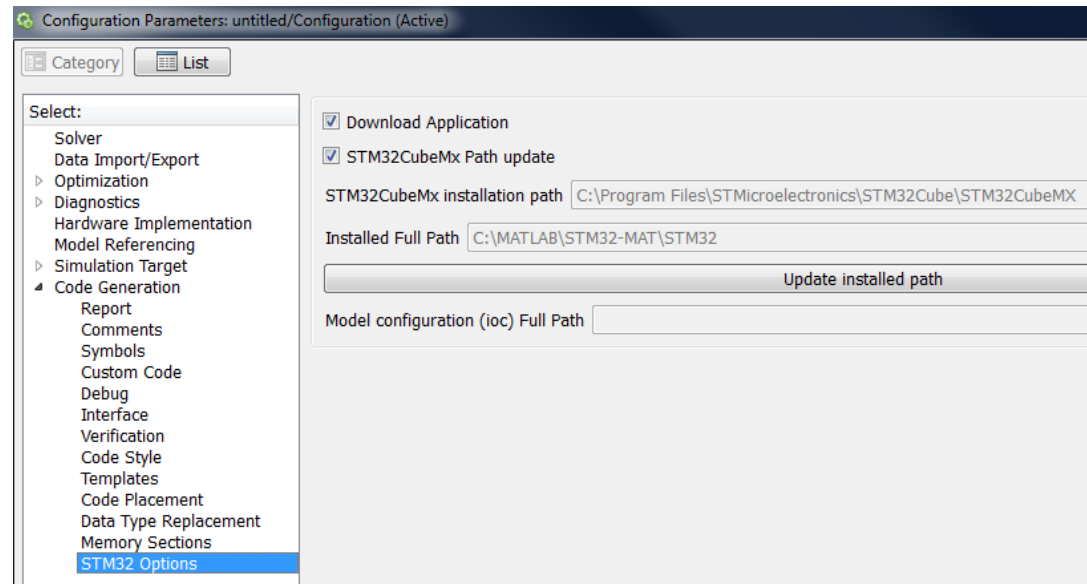 Configuration Parameters: untitled/Configuration (Active)
Category List
Select:
Solver
Data Import/Export
Optimization
Diagnostics
Hardware Implementation
Model Referencing
Simulation Target
Code Generation
Report
Comments
Symbols
Custom Code
Debug
Interface
Verification
Code Style
Templates
Code Placement
Data Type Replacement
Memory Sections
STM32 Options
Download Application
STM32CubeMx Path update
STM32CubeMx installation path C:\Program Files\STMicroelectronics\STM32Cube\STM32CubeMX
Installed Full Path C:\MATLAB\STM32-MAT\STM32
Update installed path
Model configuration (ioc) Full Path